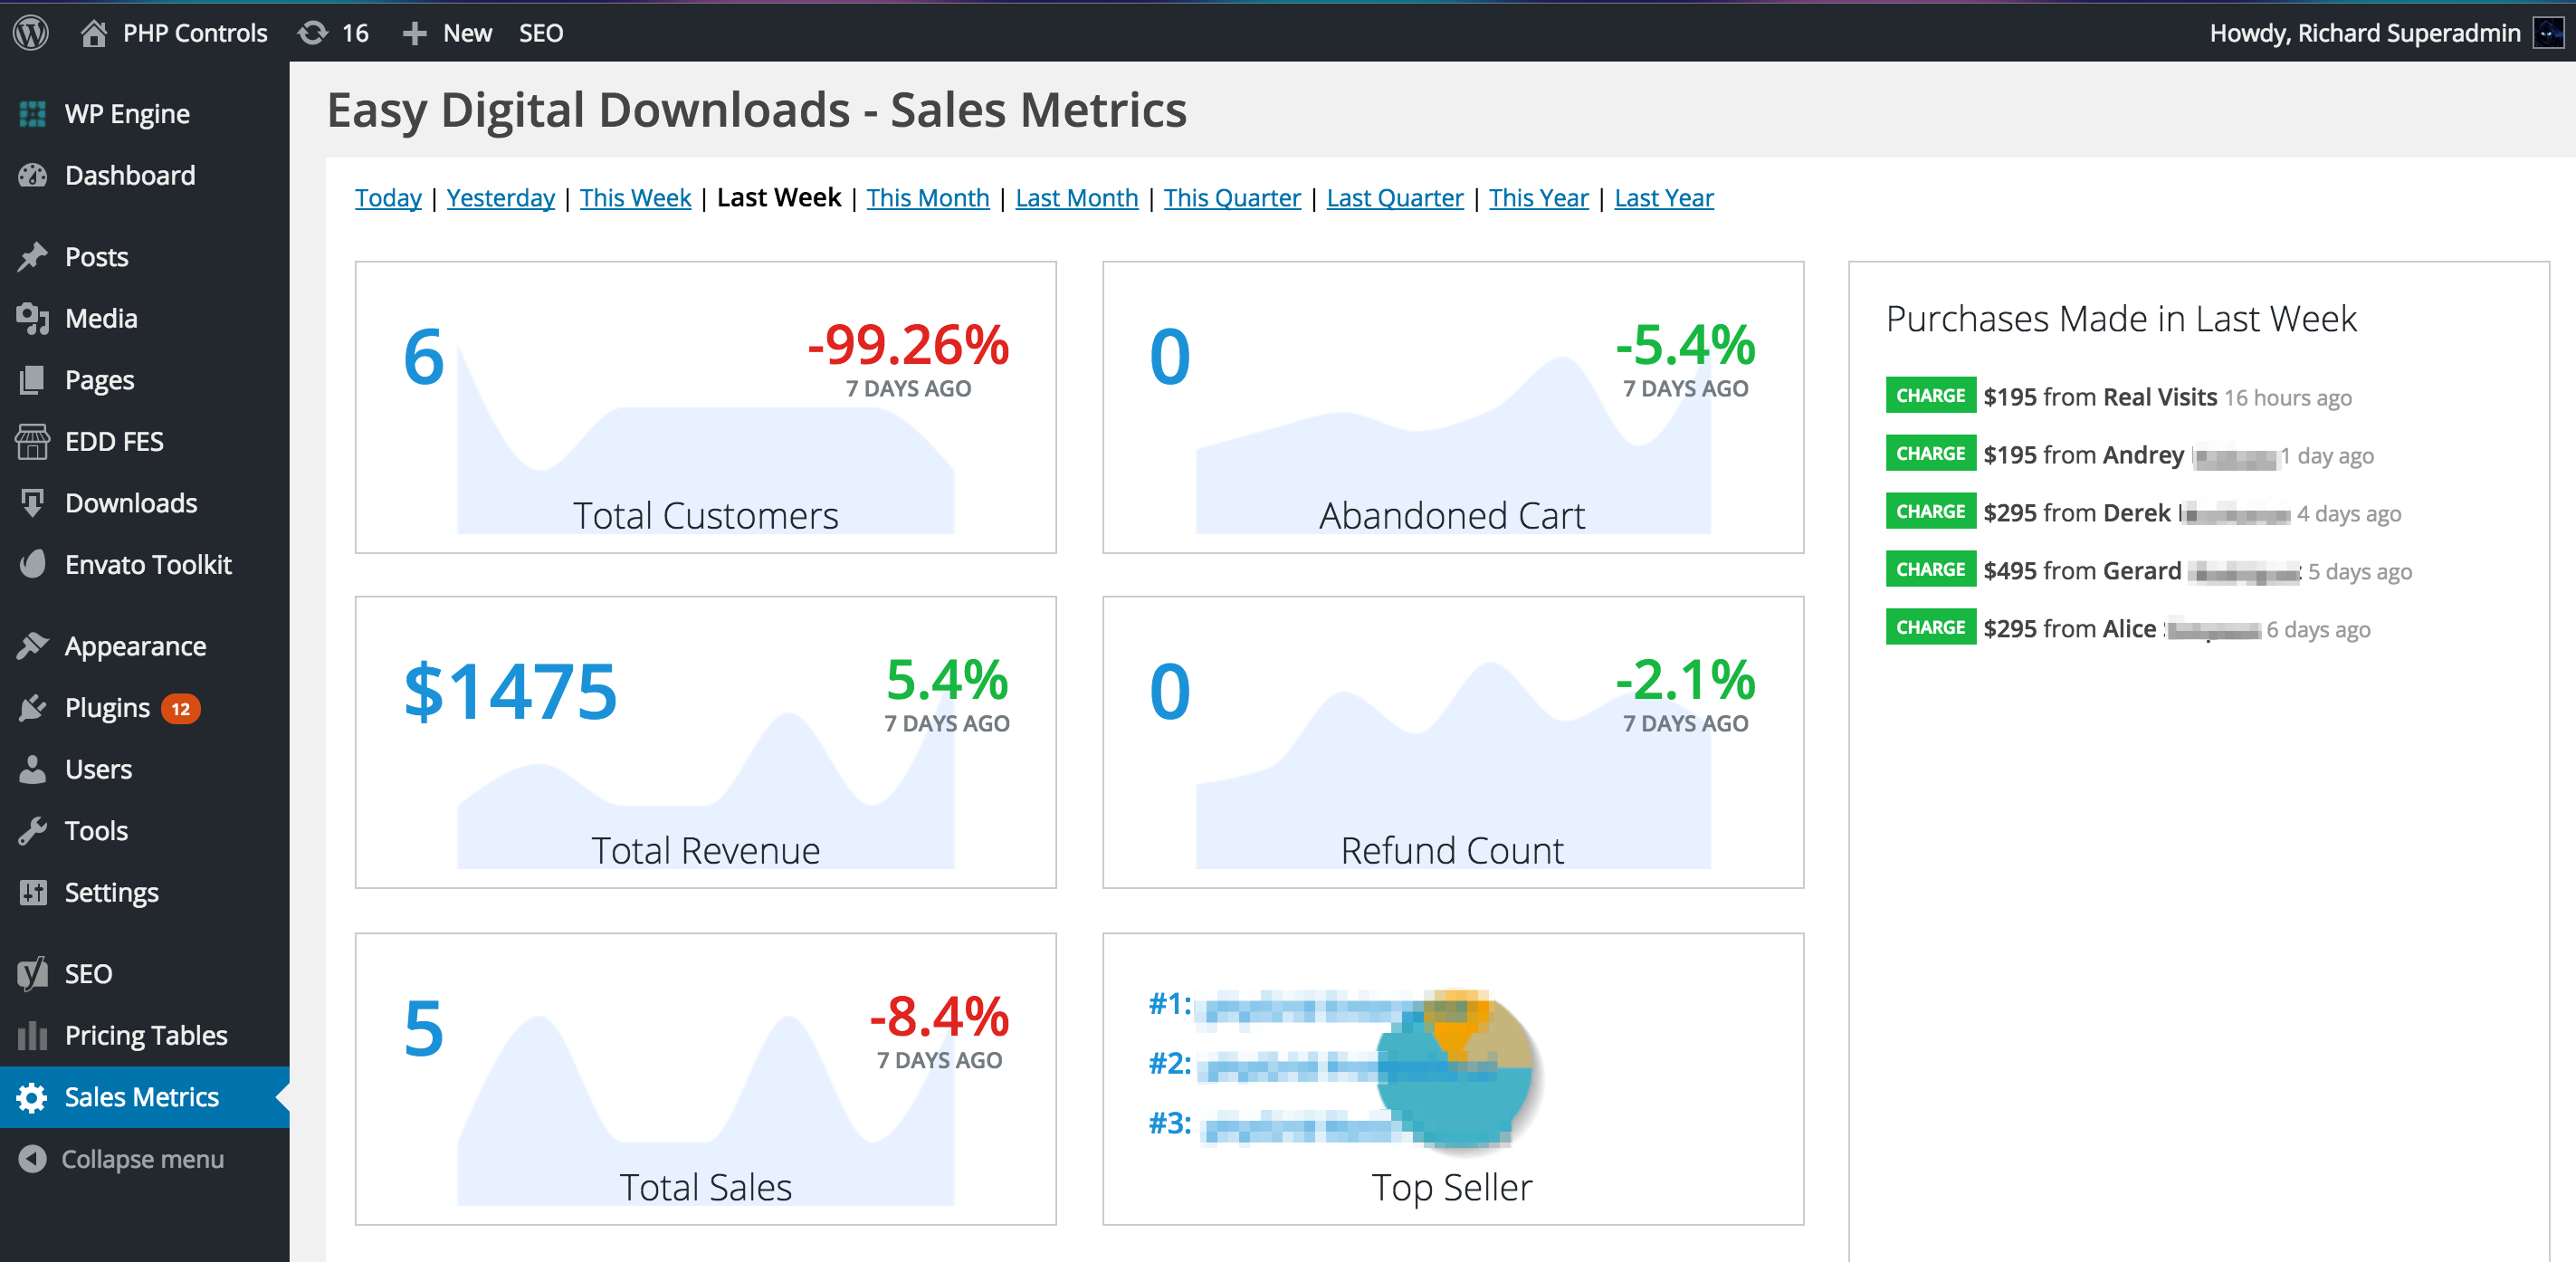 PHP Controls 16 New SEO Howdy, Richard Superadmin
WP Engine
Dashboard
Posts
Media
Pages
EDD FES
Downloads
Envato Toolkit
Appearance
Plugins 12
Users
Tools
Settings
SEO
Pricing Tables
Sales Metrics
Collapse menu
Easy Digital Downloads - Sales Metrics
Today | Yesterday | This Week | Last Week | This Month | Last Month | This Quarter | Last Quarter | This Year | Last Year
6 -99.26%
7 DAYS AGO
Total Customers
0 -5.4%
7 DAYS AGO
Abandoned Cart
$1475 5.4%
7 DAYS AGO
Total Revenue
0 -2.1%
7 DAYS AGO
Refund Count
5 -8.4%
7 DAYS AGO
Total Sales
#1:
#2:
#3:
Top Seller
Purchases Made in Last Week
CHARGE $195 from Real Visits 16 hours ago
CHARGE $195 from Andrey 1 day ago
CHARGE $295 from Derek 4 days ago
CHARGE $495 from Gerard 5 days ago
CHARGE $295 from Alice 6 days ago